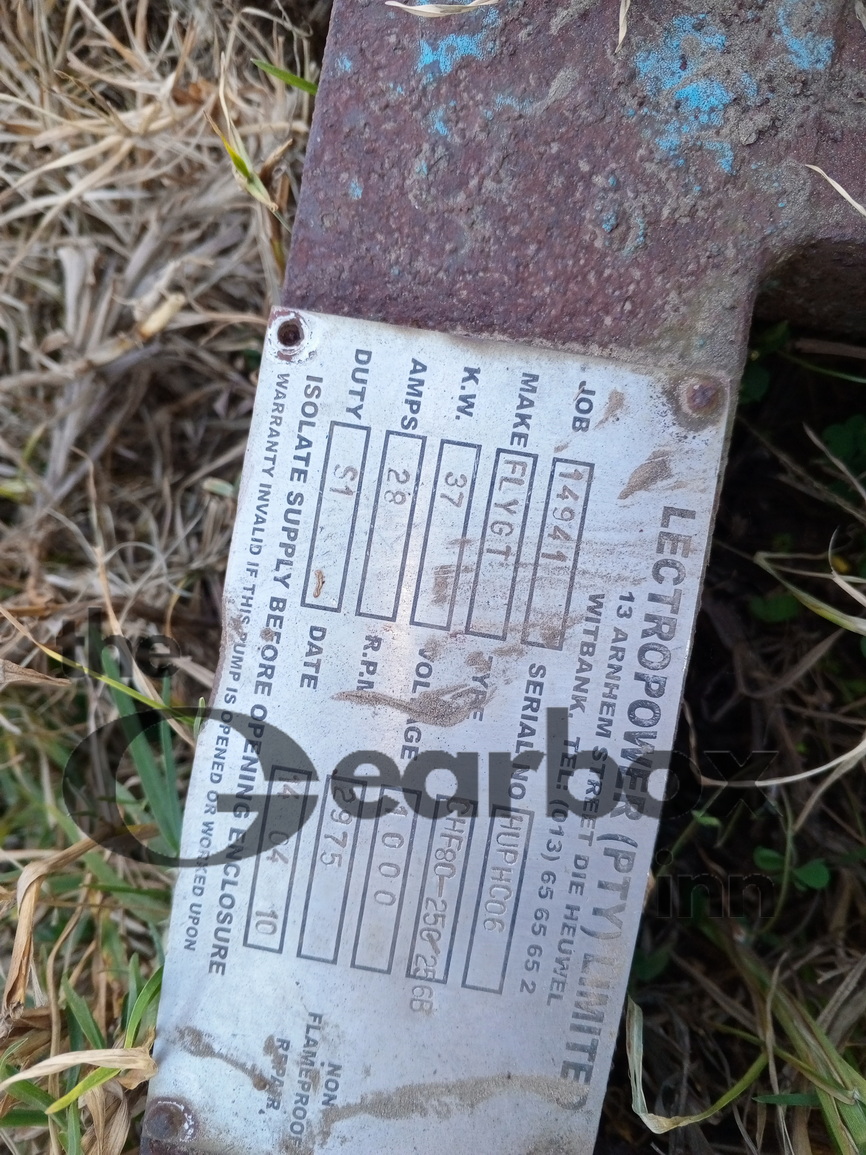 LECTROPOWER (PTY) LIMITED
13 ARNHEM STREET DIE HEUWEL
WITBANK, TEL: (013) 65 65 65 2
JOB 14941 SERIAL NO HUPHC06
MAKE FLYGT TYPE CHF80-250 256B
K.W. 37 VOLTAGE 1000
AMPS 28 R.P.M. 2975
DUTY S1 DATE 14 04 10
ISOLATE SUPPLY BEFORE OPENING ENCLOSURE
WARRANTY INVALID IF THIS PUMP IS OPENED OR WORKED UPON
NON
FLAMEPROOF
REPAIR,
the
Gearbox
inn